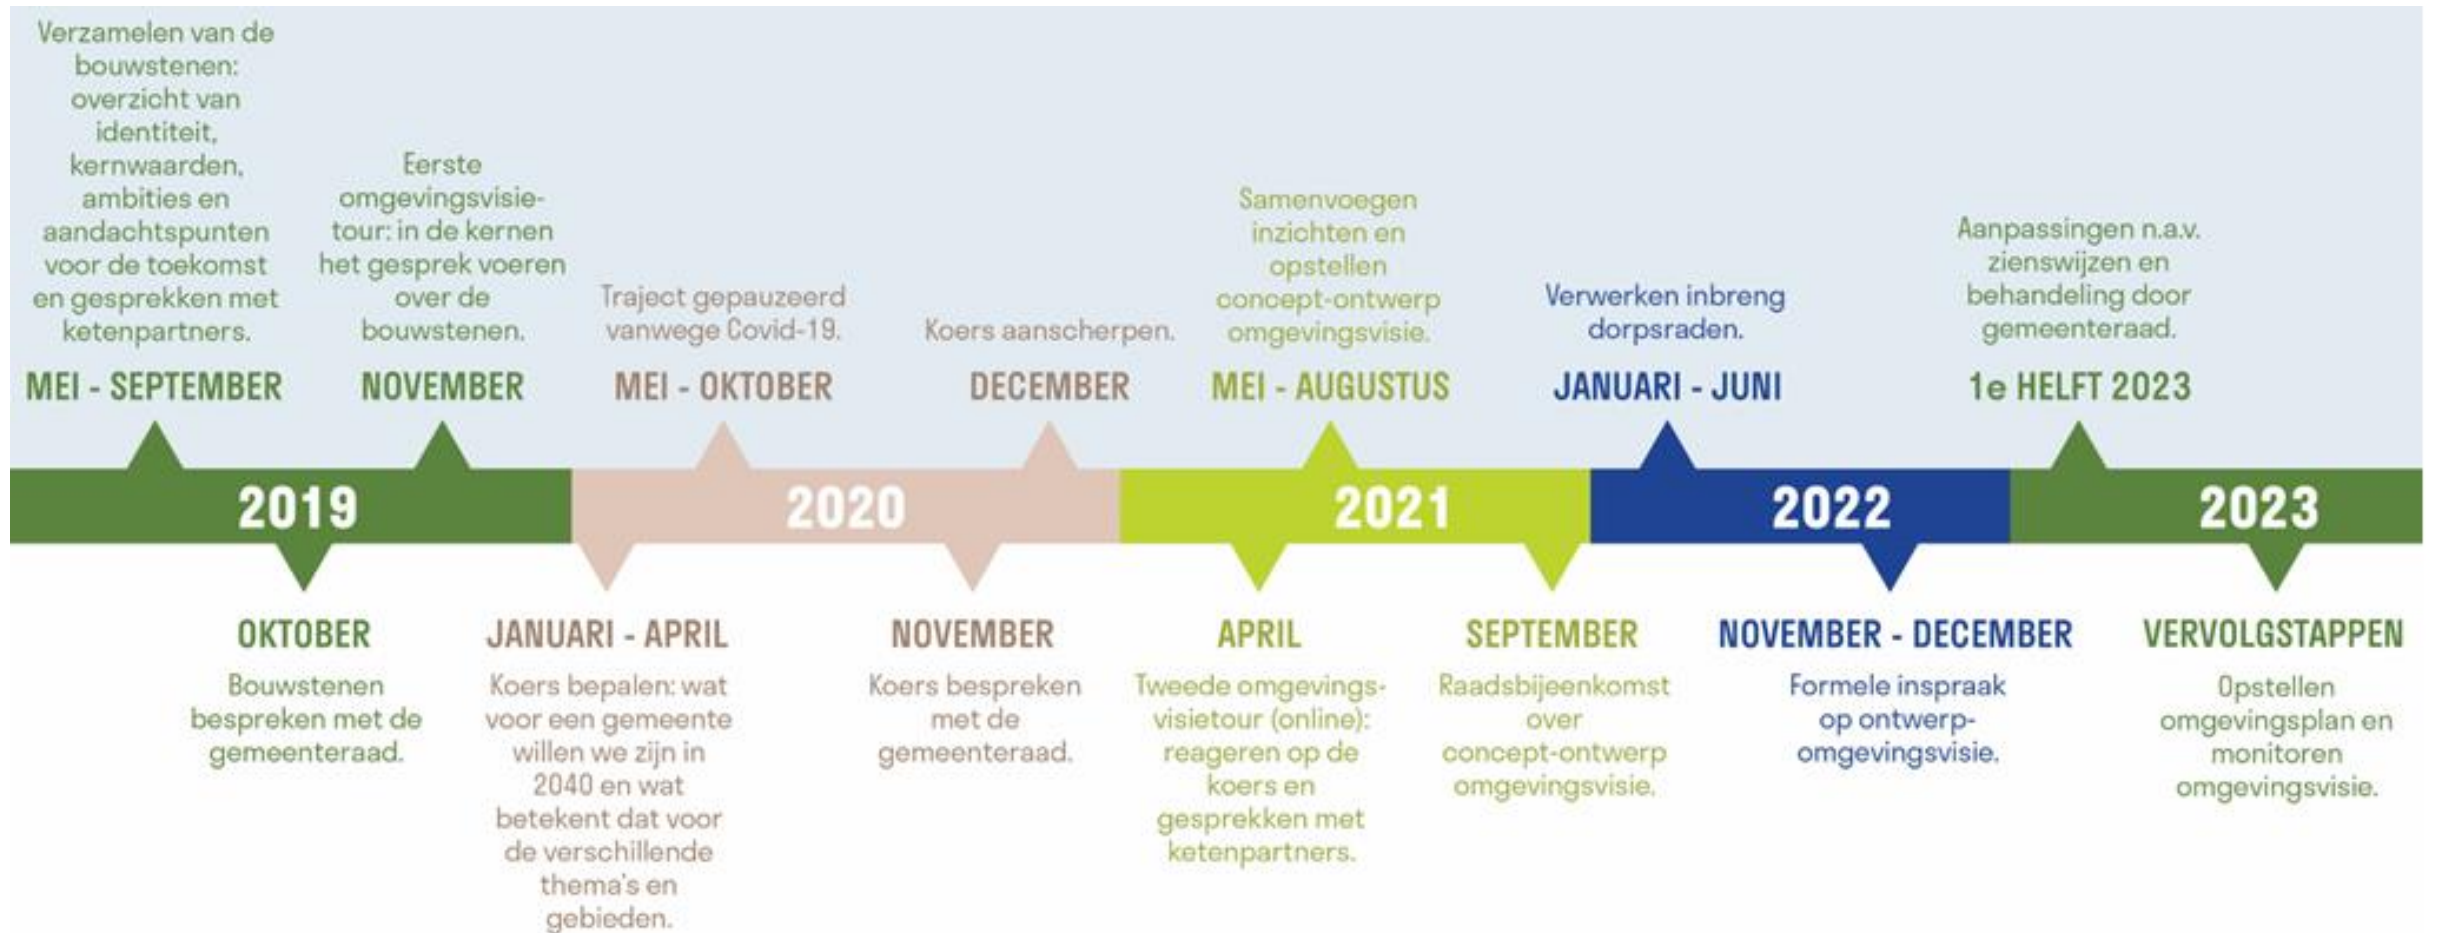 Verzamelen van de
bouwstenen:
overzicht van
identiteit,
kernwaarden,
ambities en
aandachtspunten
voor de toekomst
en gesprekken met
ketenpartners.
MEI - SEPTEMBER
Eerste
omgevingsvisie-
tour: in de kernen
het gesprek voeren
over de
bouwstenen.
NOVEMBER
Traject gepauzeerd
vanwege Covid-19.
MEI - OKTOBER
Koers aanscherpen.
DECEMBER
Samenvoegen
inzichten en
opstellen
concept-ontwerp
omgevingsvisie.
MEI - AUGUSTUS
Verwerken inbreng
dorpsraden.
JANUARI - JUNI
Aanpassingen n.a.v.
zienswijzen en
behandeling door
gemeenteraad.
1e HELFT 2023
2019
2020
2021
2022
2023
OKTOBER
Bouwstenen
bespreken met de
gemeenteraad.
JANUARI - APRIL
Koers bepalen: wat
voor een gemeente
willen we zijn in
2040 en wat
betekent dat voor
de verschillende
thema's en
gebieden.
NOVEMBER
Koers bespreken
met de
gemeenteraad.
APRIL
Tweede omgevings-
visietour (online):
reageren op de
koers en
gesprekken met
ketenpartners.
SEPTEMBER
Raadsbijeenkomst
over
concept-ontwerp
omgevingsvisie.
NOVEMBER - DECEMBER
Formele inspraak
op ontwerp-
omgevingsvisie.
VERVOLGSTAPPEN
Opstellen
omgevingsplan en
monitoren
omgevingsvisie.